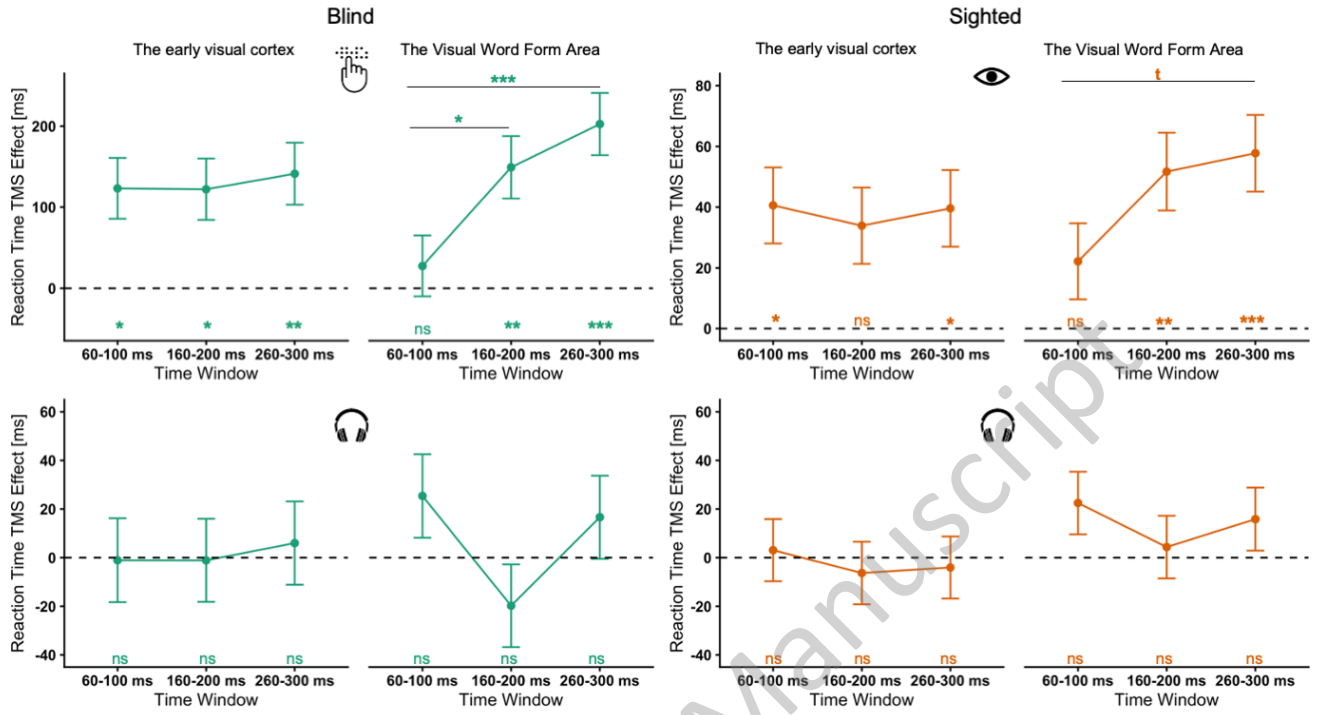 Blind
Sighted
The early visual cortex
The Visual Word Form Area
The early visual cortex
The Visual Word Form Area
Reaction Time TMS Effect [ms]
200
100
0
***
*
*
*
**
ns
**
***
60-100 ms 160-200 ms 260-300 ms
Time Window
60-100 ms 160-200 ms 260-300 ms
Time Window
Reaction Time TMS Effect [ms]
80
60
40
20
0
t
*
ns
*
ns
**
***
60-100 ms 160-200 ms 260-300 ms
Time Window
60-100 ms 160-200 ms 260-300 ms
Time Window
Reaction Time TMS Effect [ms]
60
40
20
0
-20
-40
ns ns ns
ns ns ns
60-100 ms 160-200 ms 260-300 ms
Time Window
60-100 ms 160-200 ms 260-300 ms
Time Window
Reaction Time TMS Effect [ms]
60
40
20
0
-20
-40
ns ns ns
ns ns ns
60-100 ms 160-200 ms 260-300 ms
Time Window
60-100 ms 160-200 ms 260-300 ms
Time Window
Manuscript